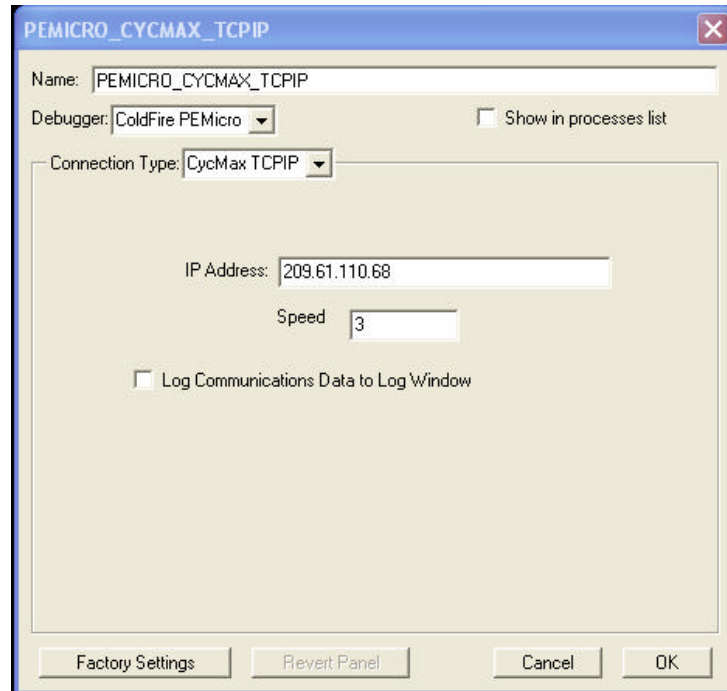 PEMICRO_CYCMAX_TCPIP
Name: PEMICRO_CYCMAX_TCPIP
Debugger: ColdFire PEMicro Show in processes list
Connection Type: CycMax TCPIP
IP Address: 209.61.110.68
Speed 3
Log Communications Data to Log Window
Factory Settings Revert Panel Cancel OK